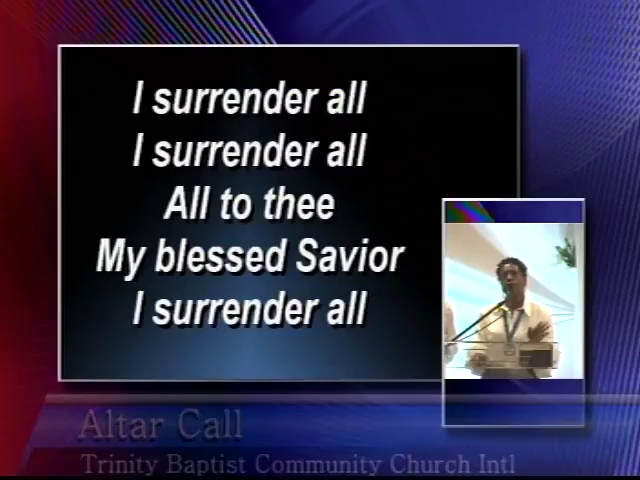 I surrender all
I surrender all
All to thee
My blessed Savior
I surrender all
Altar Call
Trinity Baptist Community Church Intl